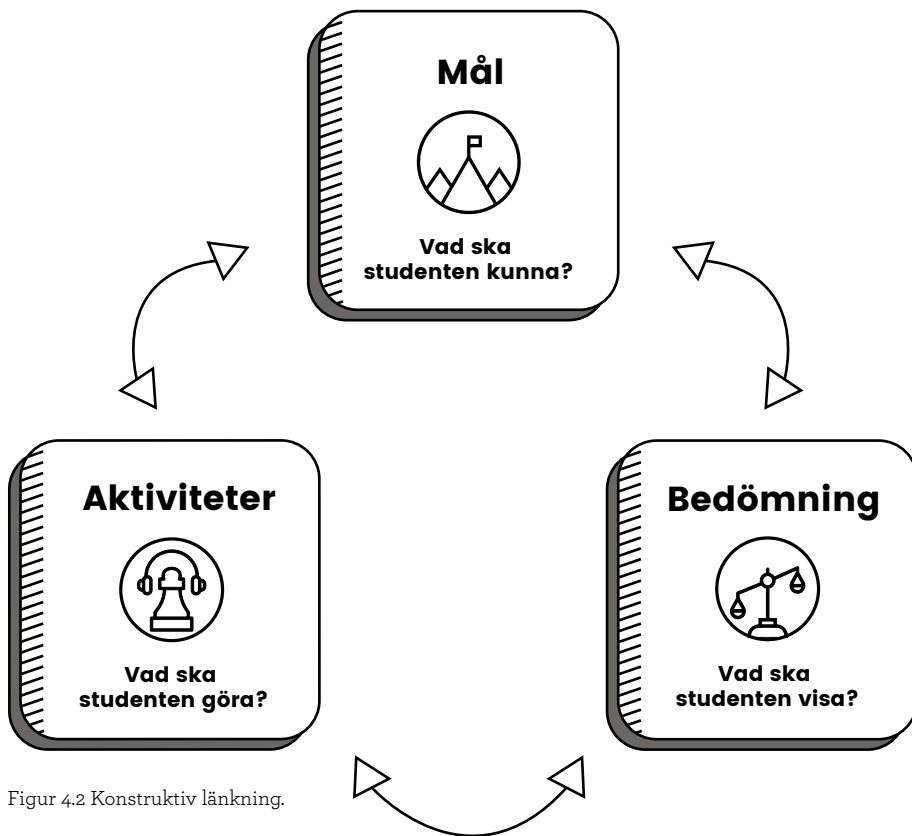 Mål
Vad ska
studenten kunna?
Aktiviteter
Vad ska
studenten göra?
Bedömning
Vad ska
studenten visa?
Figur 4.2 Konstruktiv länkning.